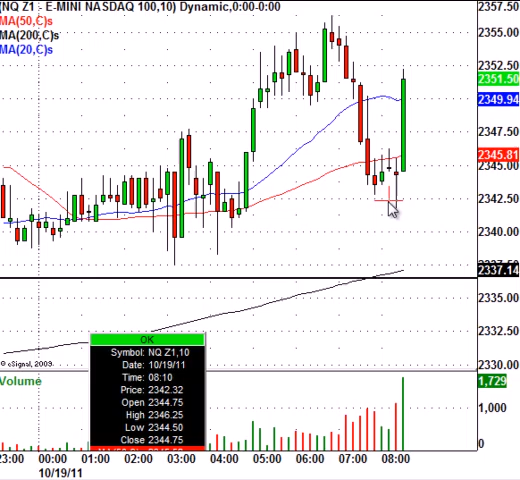 (NQ Z1 - E-MINI NASDAQ 100,10) Dynamic,0:00-0:00
MA(50,C)s
MA(200,C)s
MA(20,C)s
2357.50
2355.00
2352.50
2351.50
2349.94
2347.50
2345.81
2345.00
2342.50
2340.00
2337.50
2337.14
2335.00
2332.50
2330.00
© eSignal, 2009
OK
Symbol: NQ Z1,10
Date: 10/19/11
Time: 08:10
Price: 2342.32
Open 2344.75
High 2346.25
Low 2344.50
Close 2344.75
Volume
1,729
1,000
0
23:00 00:00 01:00 02:00 03:00 04:00 05:00 06:00 07:00 08:00
10/19/11